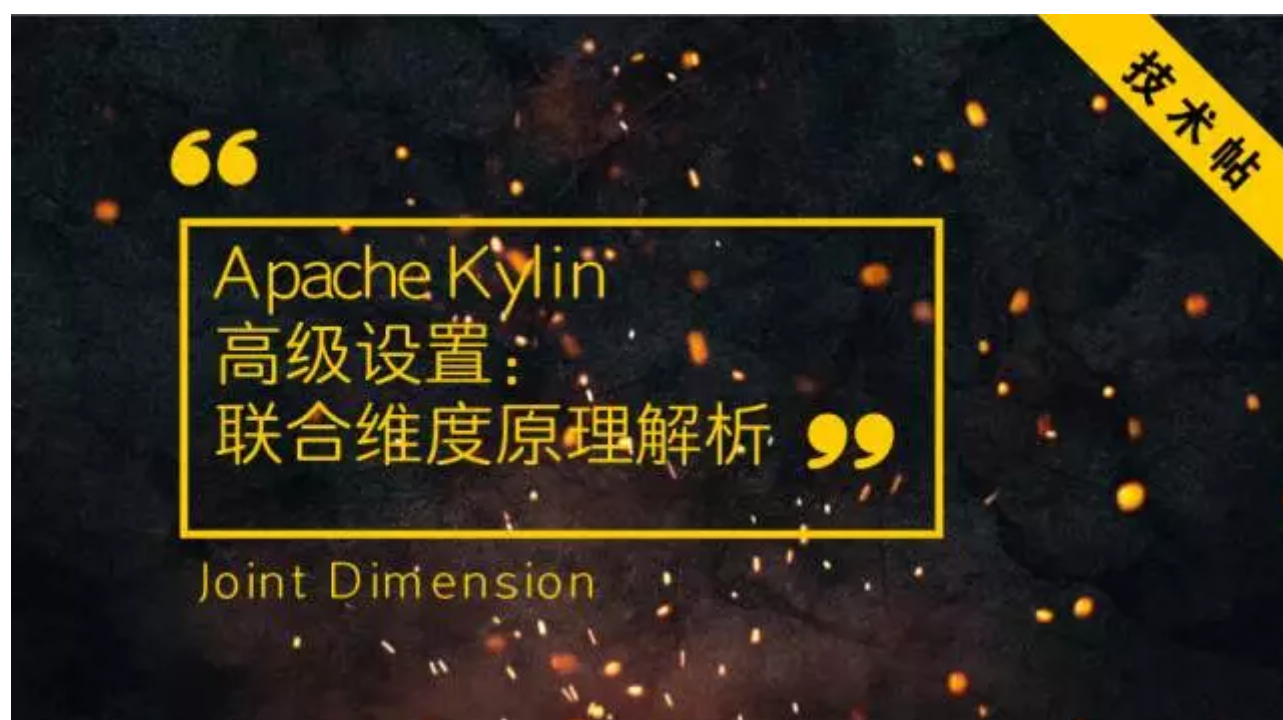 技术帖
“
Apache Kylin
高级设置：
联合维度原理解析 ”
Joint Dimension